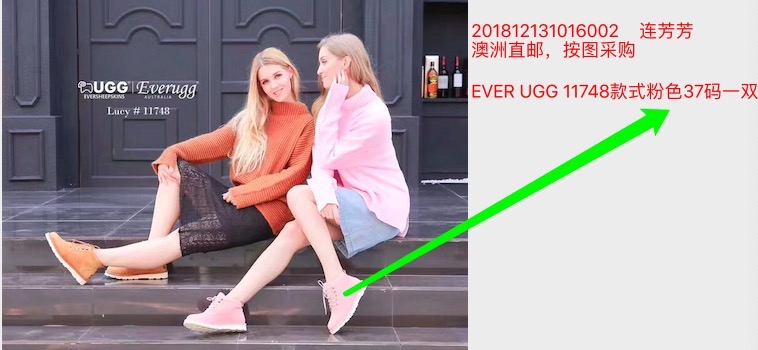 201812131016002 连芳芳
澳洲直邮，按图采购
EVER UGG 11748款式粉色37码一双
UGG Everugg
EVERSHEEPSKINS AUSTRALIA
Lucy # 11748